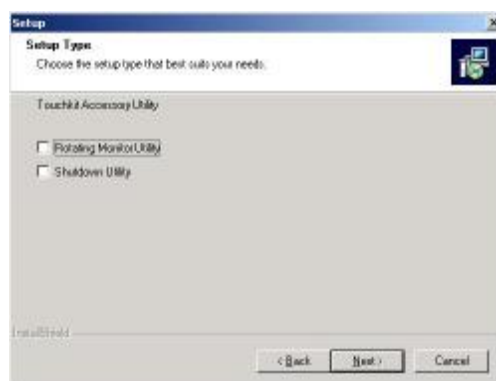 Setup
Setup Type
Choose the setup type that best suits your needs.
Touchkit Accessory Utility
Rotating Monitor Utility
Shutdown Utility
InstallShield
< Back
Next >
Cancel